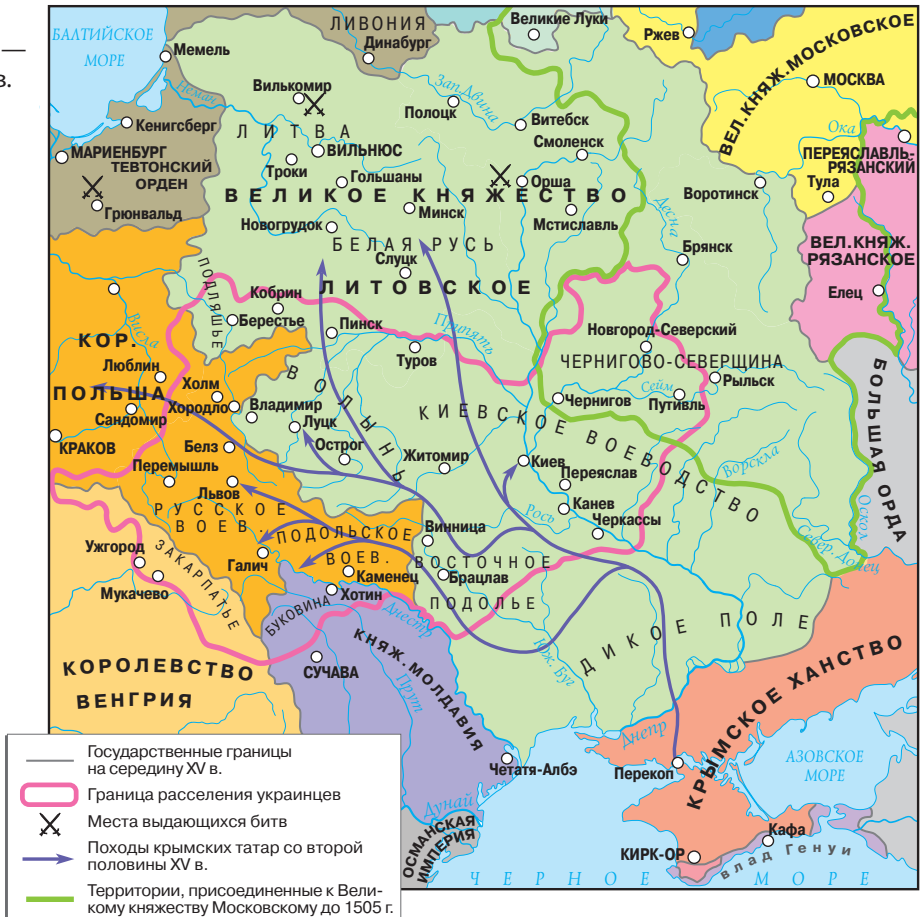 —
в.
БАЛТИЙСКОЕ
МОРЕ
Мемель
ЛИВОНИЯ
Динабург
Великие Луки
Ржев
ВЕЛ.КНЯЖ.МОСКОВСКОЕ
МОСКВА
Неман
Вилькомир
Зап.Двина
Полоцк
Витебск
Смоленск
Ока
Кенигсберг
МАРИЕНБУРГ
ТЕВТОНСКИЙ
ОРДЕН
Грюнвальд
ЛИТВА
ВИЛЬНЮС
Троки
Гольшаны
Орша
ПЕРЕЯСЛАВЛЬ-
РЯЗАНСКИЙ
Воротинск
Тула
ВЕЛИКОЕ КНЯЖЕСТВО
Минск
Мстиславль
Десна
Новогрудок
БЕЛАЯ РУСЬ
Слуцк
Брянск
ВЕЛ.КНЯЖ.
РЯЗАНСКОЕ
Елец
ПОДЛЯШЬЕ
ЛИТОВСКОЕ
Кобрин
Берестье
Пинск
Припять
Туров
Новгород-Северский
ЧЕРНИГОВО-СЕВЕРЩИНА
Рыльск
Сейм
Путивль
Чернигов
БОЛЬШАЯ ОРДА
Висла
КОР.
ПОЛЬША
Люблин
Сандомир
КРАКОВ
Холм
Хородло
Владимир
Луцк
ВОЛЫНЬ
Острог
Белз
Перемышль
Львов
Житомир
КИЕВСКОЕ ВОЕВОДСТВО
Киев
Переяслав
Канев
Черкассы
Рось
Ворскла
Оскол
Север. Донец
РУССКОЕ
ВОЕВ.
ПОДОЛЬСКОЕ
ВОЕВ.
Винница
ВОСТОЧНОЕ
ПОДОЛЬЕ
Брацлав
Галич
Каменец
Ужгород
Мукачево
ЗАКАРПАТЬЕ
БУКОВИНА
Хотин
Днестр
СУЧАВА
КНЯЖ. МОЛДАВИЯ
Прут
Юж. Буг
ДИКОЕ ПОЛЕ
КОРОЛЕВСТВО
ВЕНГРИЯ
Днепр
КРЫМСКОЕ ХАНСТВО
Четатя-Албэ
Перекоп
АЗОВСКОЕ
МОРЕ
Дунай
ОСМАНСКАЯ
ИМПЕРИЯ
Кафа
КИРК-ОР
влад Генуи
ЧЕРНОЕ МОРЕ
Государственные границы
на середину XV в.
Граница расселения украинцев
Места выдающихся битв
Походы крымских татар со второй
половины XV в.
Территории, присоединенные к Вели-
кому княжеству Московскому до 1505 г.